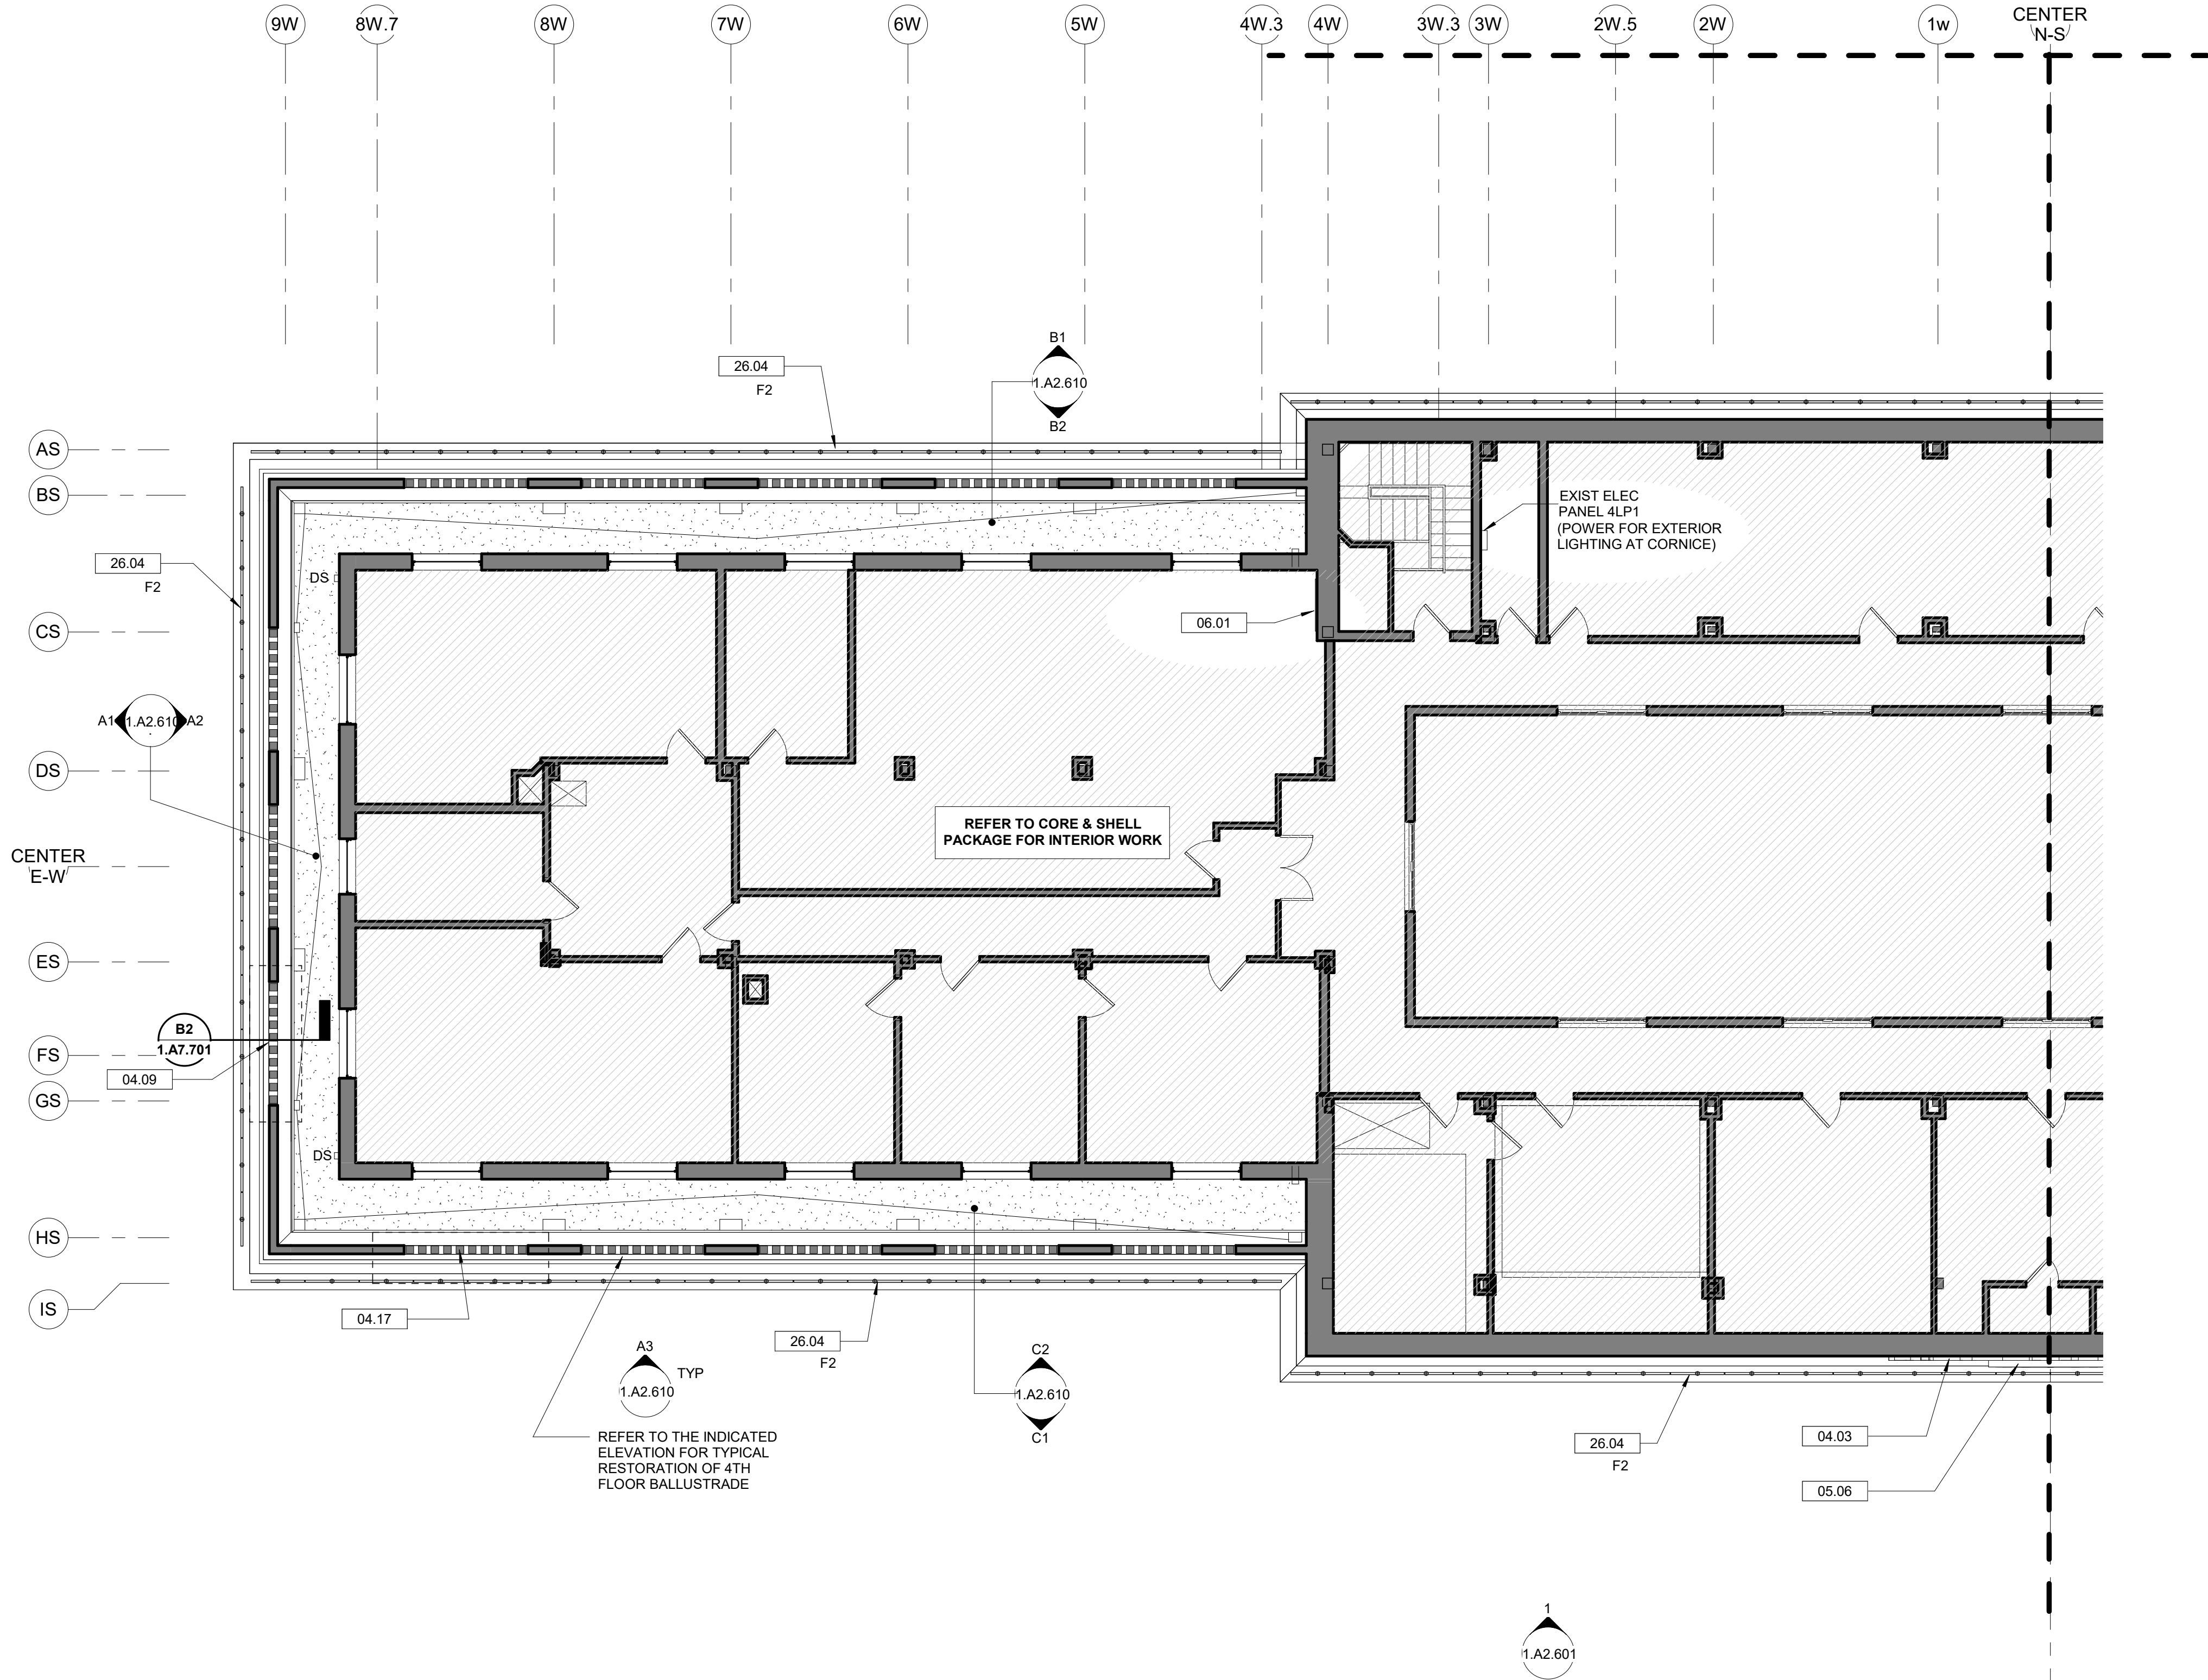 9W
8W.7
8W
7W
6W
5W
4W.3
4W
3W.3
3W
2W.5
2W
1w
CENTER
N-S
B1
1.A2.610
B2
26.04
F2
AS
BS
EXIST ELEC
PANEL 4LP1
(POWER FOR EXTERIOR
LIGHTING AT CORNICE)
26.04
F2
DS
CS
06.01
A1
1.A2.610
A2
DS
REFER TO CORE & SHELL
PACKAGE FOR INTERIOR WORK
CENTER
E-W
ES
B2
1.A7.701
FS
04.09
GS
DS
HS
IS
04.17
26.04
F2
A3
1.A2.610
TYP
C2
1.A2.610
C1
REFER TO THE INDICATED
ELEVATION FOR TYPICAL
RESTORATION OF 4TH
FLOOR BALLUSTRADE
26.04
F2
04.03
05.06
1
1.A2.601